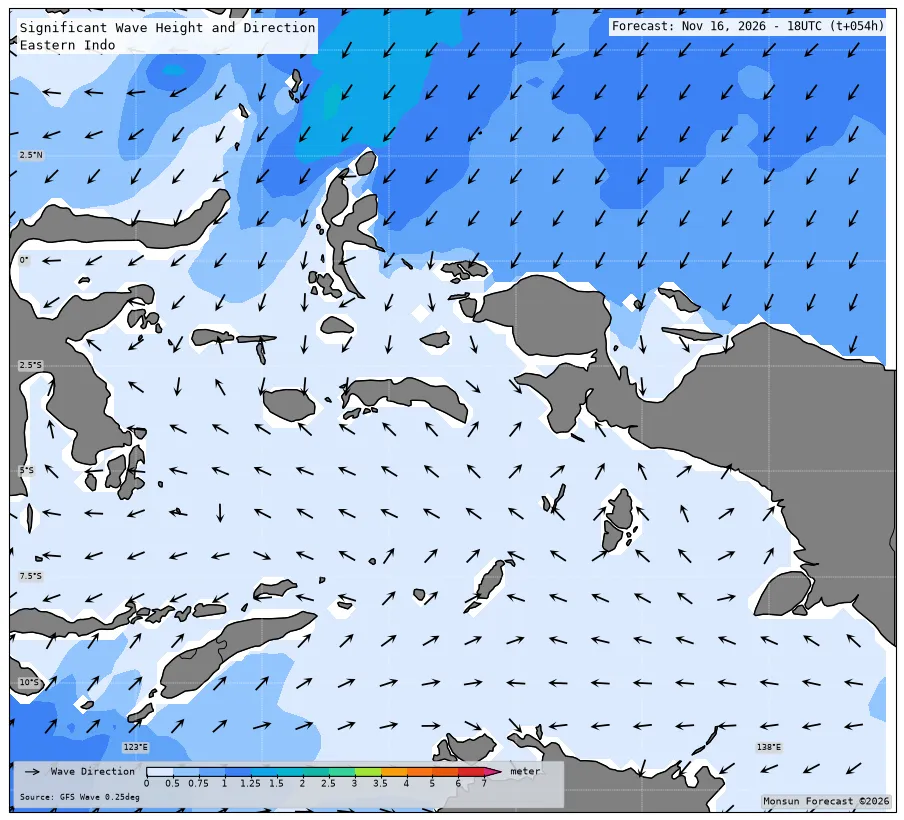 Significant Wave Height and Direction
Eastern Indo
Forecast: Nov 16, 2026 - 18UTC (t+054h)
2.5°N
0°
2.5°S
5°S
7.5°S
10°S
123°E
138°E
Wave Direction
meter
0 0.5 0.75 1 1.25 1.5 2 2.5 3 3.5 4 5 6 7
Source: GFS Wave 0.25deg
Monsun Forecast ©2026